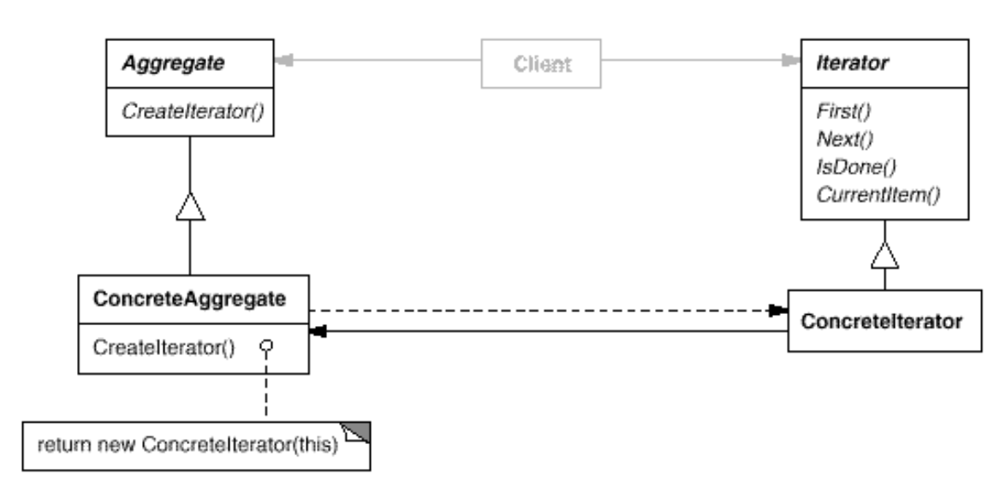 Aggregate
CreateIterator()
Client
Iterator
First()
Next()
IsDone()
CurrentItem()
ConcreteAggregate
CreateIterator()
ConcreteIterator
return new ConcreteIterator(this)